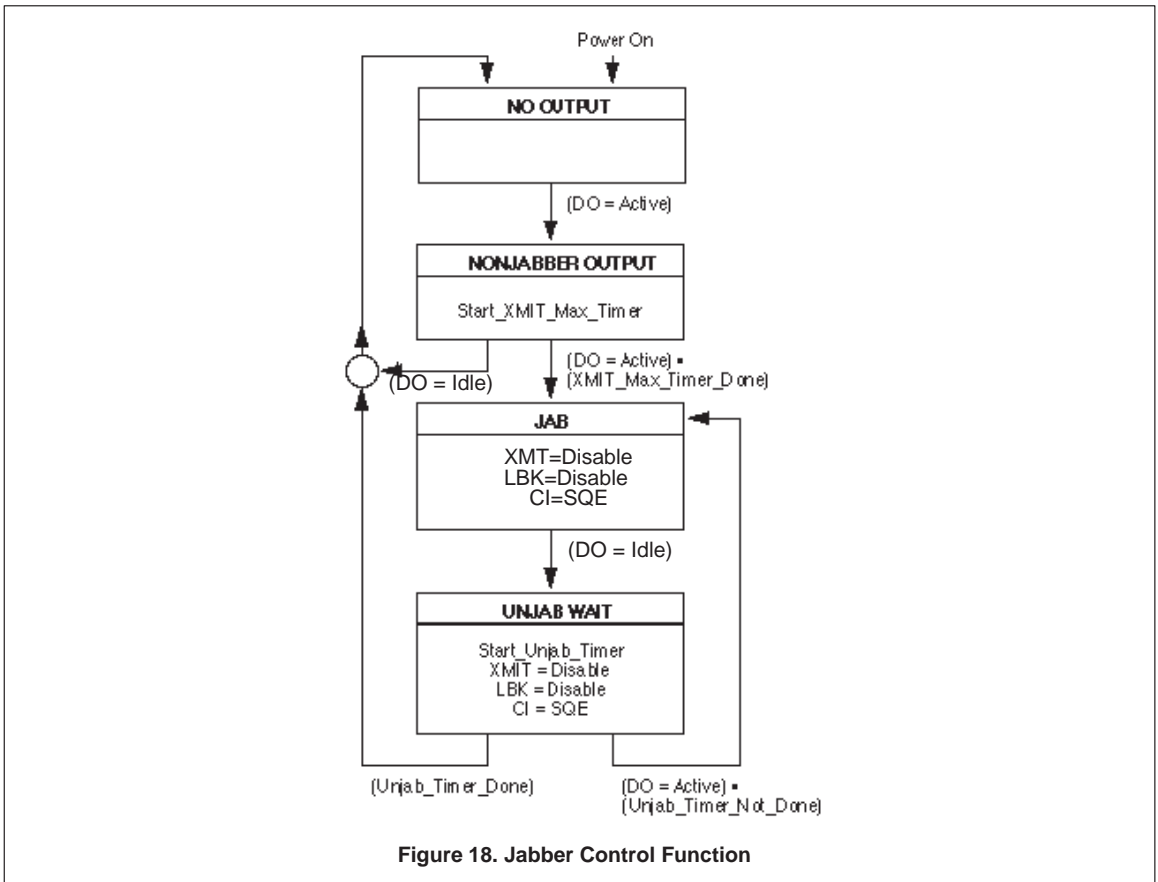 Power On
NO OUTPUT
(DO = Active)
NONJABBER OUTPUT
Start_XMIT_Max_Timer
(DO = Idle)
(DO = Active) ▪
(XMIT_Max_Timer_Done)
JAB
XMT=Disable
LBK=Disable
CI=SQE
(DO = Idle)
UNJAB WAIT
Start_Unjab_Timer
XMIT = Disable
LBK = Disable
CI = SQE
(Unjab_Timer_Done)
(DO = Active) ▪
(Unjab_Timer_Not_Done)
Figure 18. Jabber Control Function